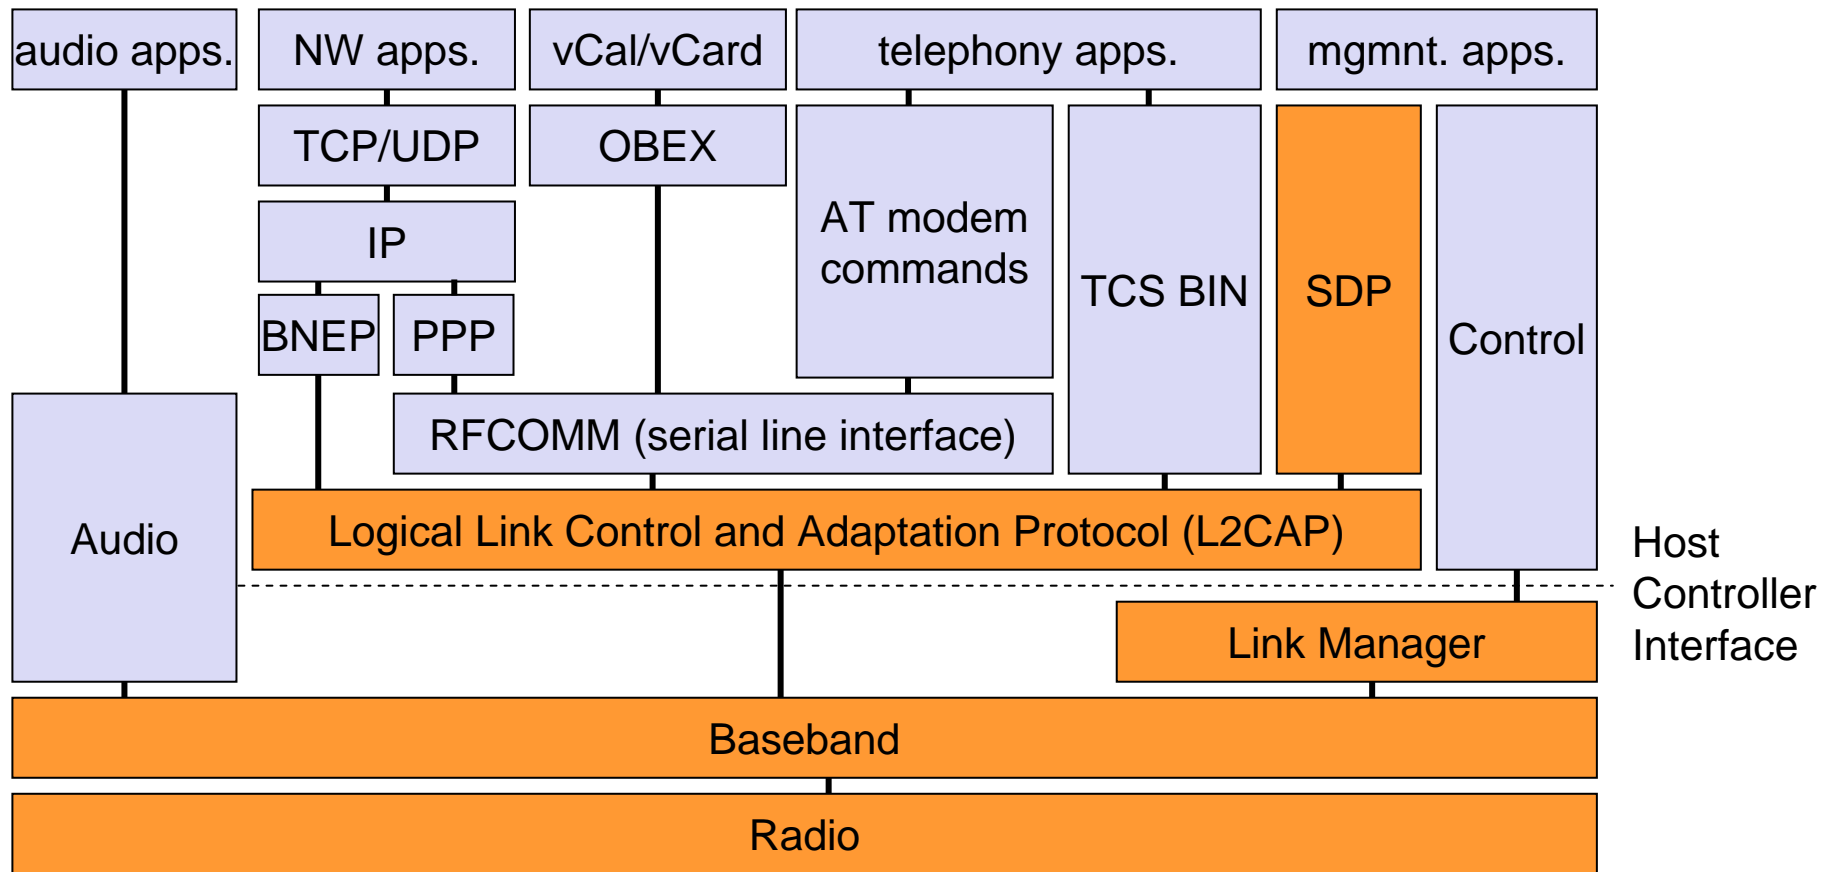 audio apps.
NW apps.
vCal/vCard
telephony apps.
mgmnt. apps.
TCP/UDP
OBEX
AT modem
commands
TCS BIN
SDP
Control
IP
BNEP
PPP
RFCOMM (serial line interface)
Audio
Logical Link Control and Adaptation Protocol (L2CAP)
Host
Controller
Interface
Link Manager
Baseband
Radio